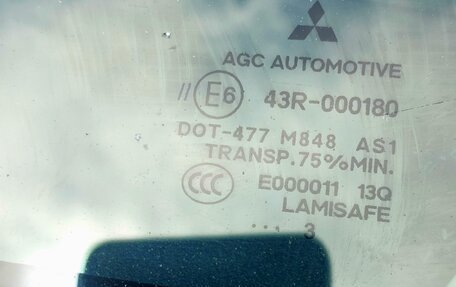 AGC AUTOMOTIVE
// E6 43R-000180
DOT-477 M848 AS1
TRANSP.75%MIN.
CCC E000011 13Q
LAMISAFE
... 3